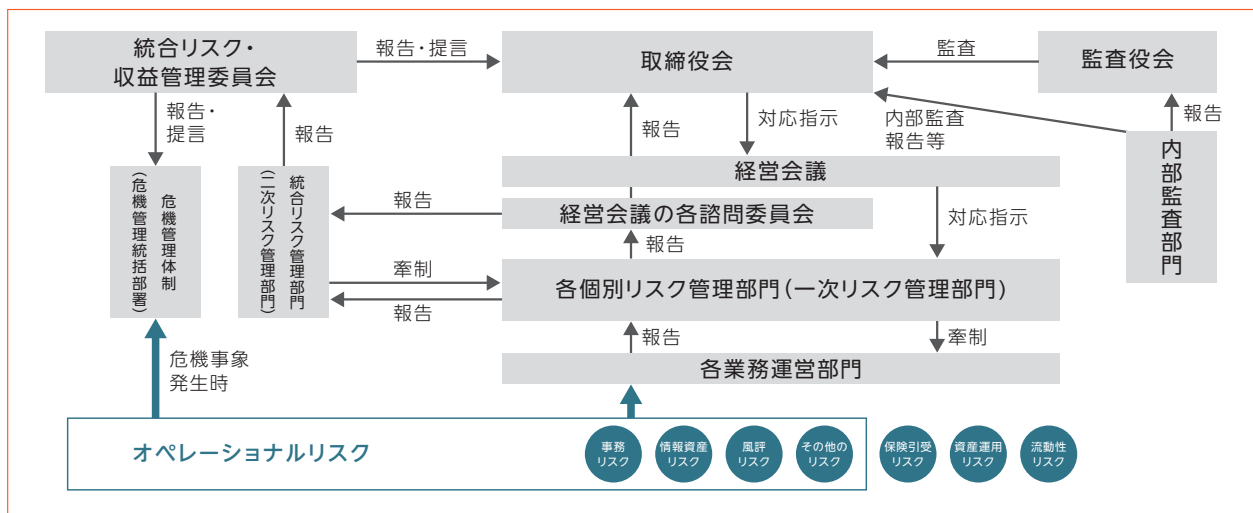 統合リスク・
収益管理委員会
報告・提言
取締役会
監査
監査役会
報告・
提言
報告
報告
対応指示
内部監査
報告等
報告
内部監査部門
経営会議
危機管理体制
(危機管理統括部署)
統合リスク管理部門
(二次リスク管理部門)
報告
経営会議の各諮問委員会
対応指示
報告
牽制
各個別リスク管理部門(一次リスク管理部門)
報告
報告
牽制
危機事象
発生時
各業務運営部門
オペレーショナルリスク
事務
リスク
情報資産
リスク
風評
リスク
その他の
リスク
保険引受
リスク
資産運用
リスク
流動性
リスク